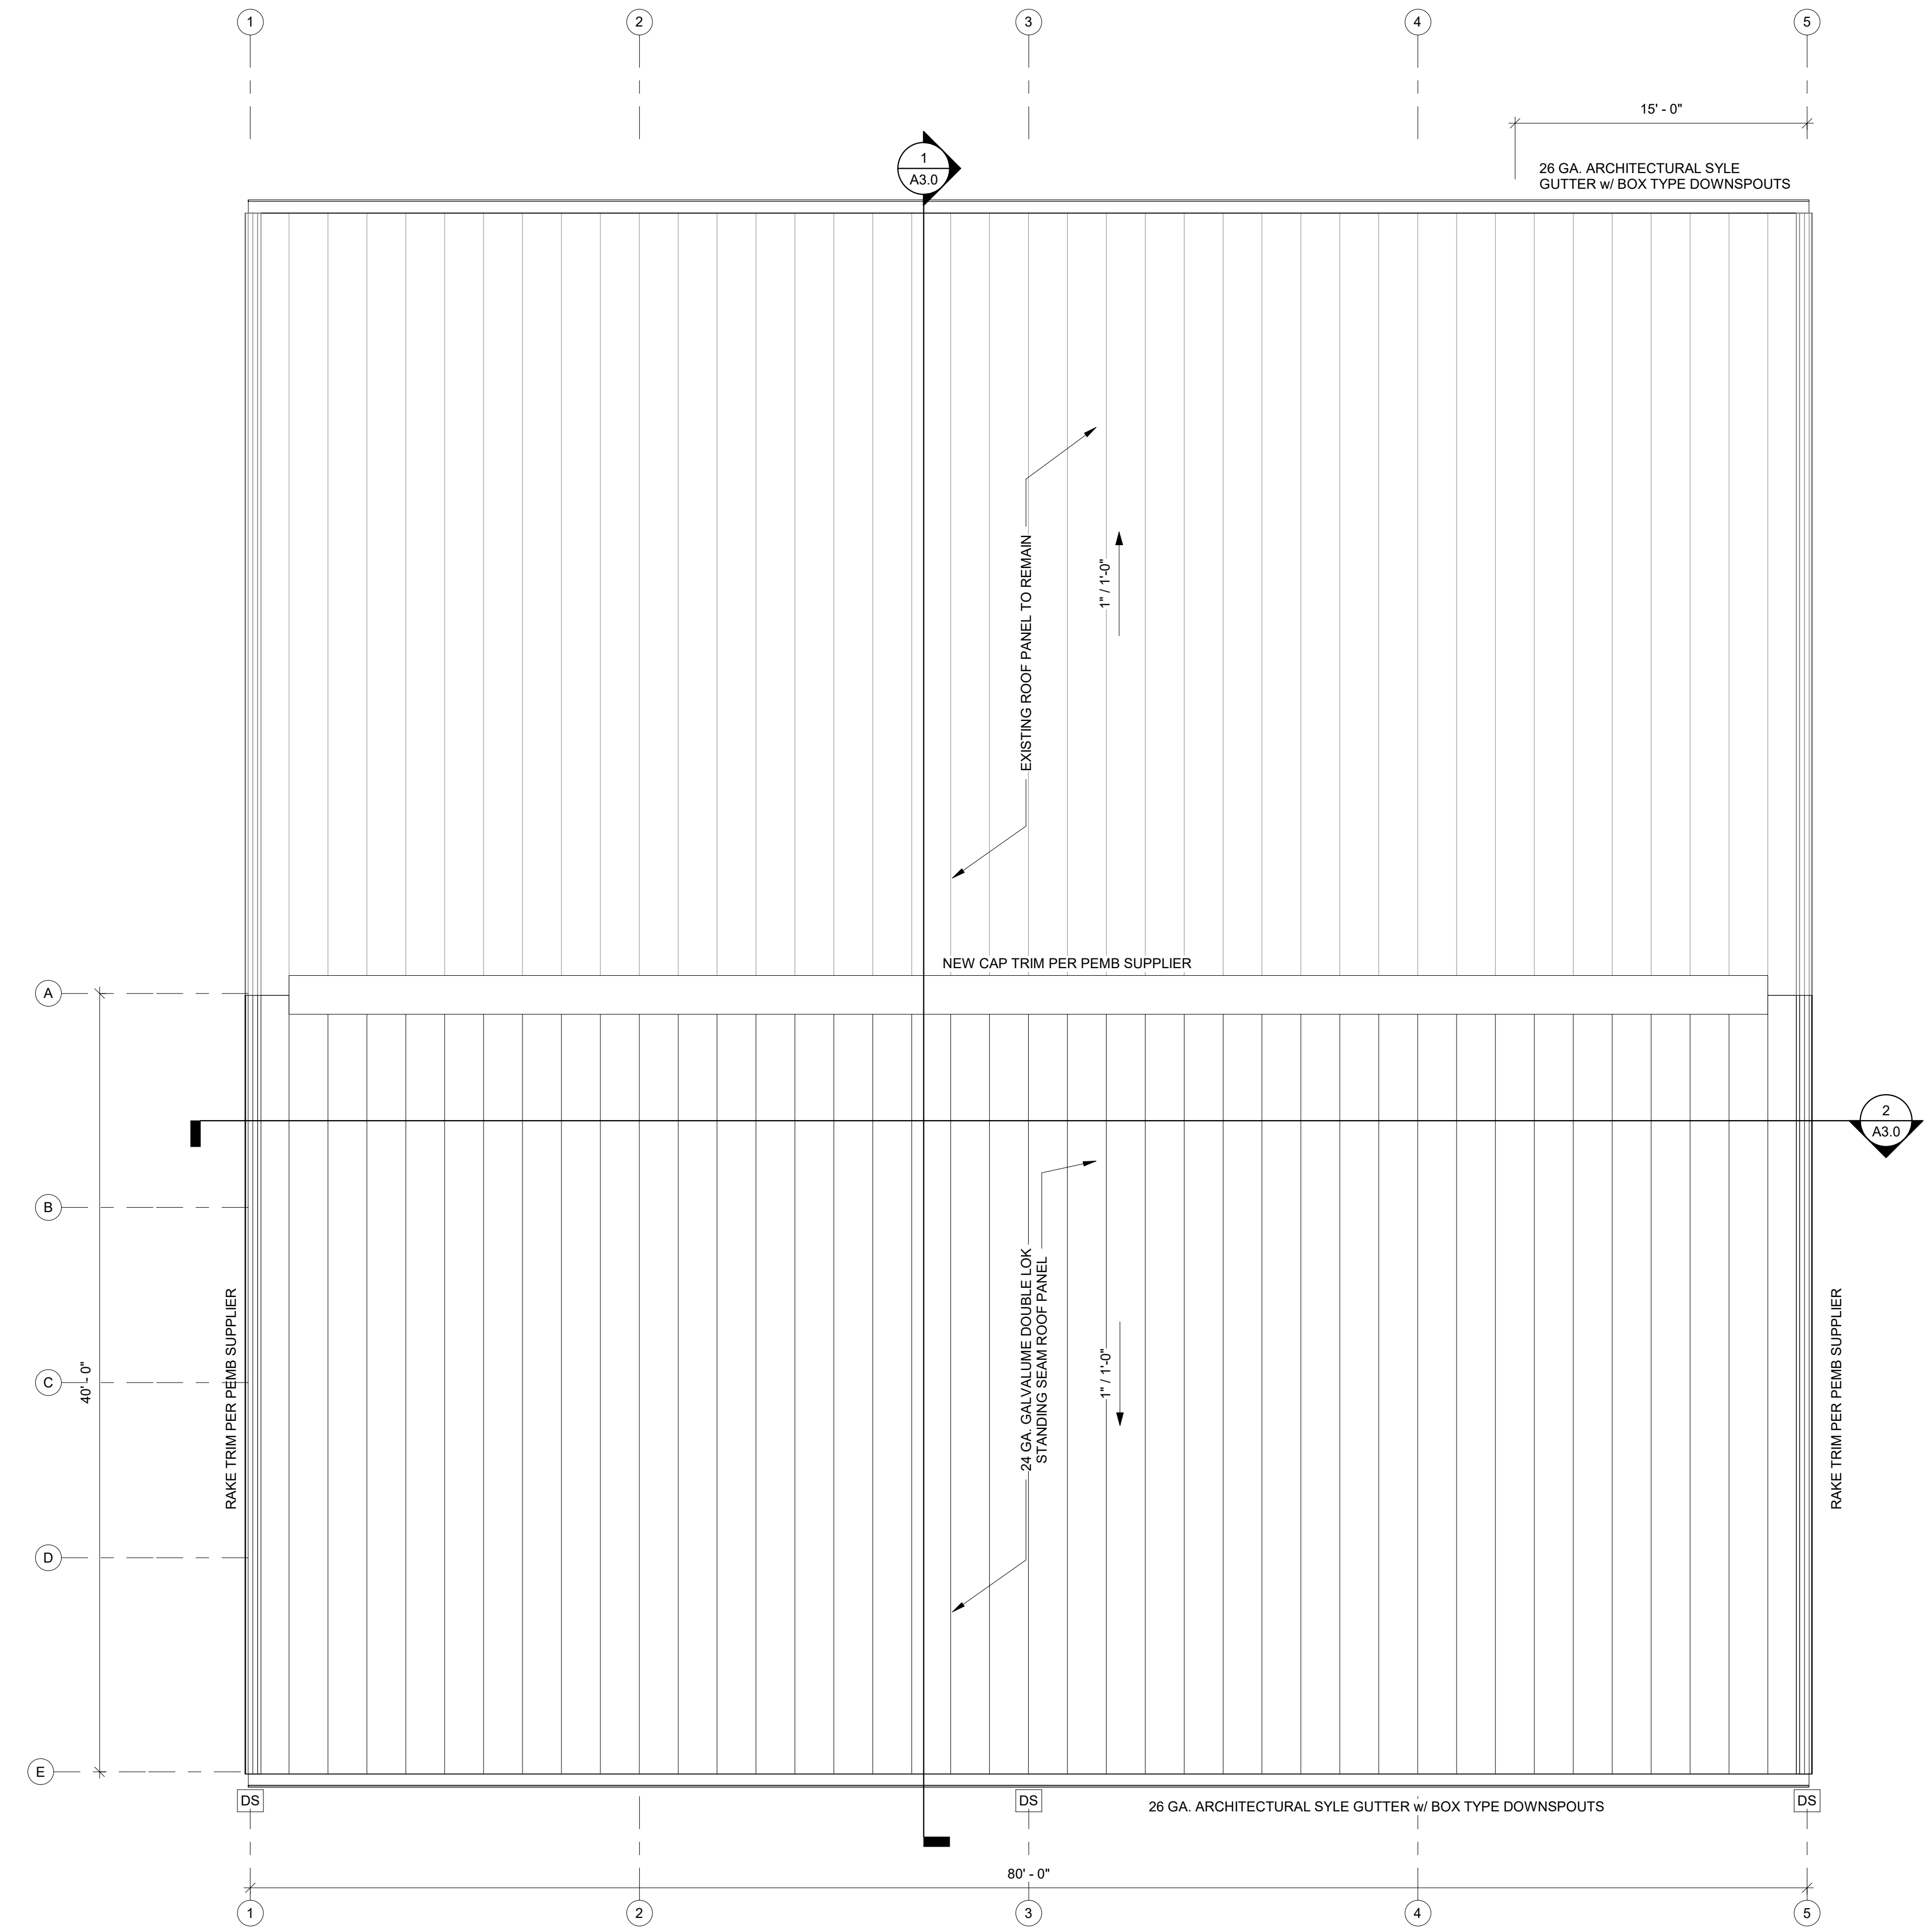 1
2
3
4
5
15' - 0"
26 GA. ARCHITECTURAL SYLE
GUTTER w/ BOX TYPE DOWNSPOUTS
1
A3.0
EXISTING ROOF PANEL TO REMAIN
1" / 1'-0"
NEW CAP TRIM PER PEMB SUPPLIER
A
2
A3.0
B
24 GA. GALVALUME DOUBLE LOK
STANDING SEAM ROOF PANEL
1" / 1'-0"
RAKE TRIM PER PEMB SUPPLIER
RAKE TRIM PER PEMB SUPPLIER
40' - 0"
C
D
E
DS
DS
DS
26 GA. ARCHITECTURAL SYLE GUTTER w/ BOX TYPE DOWNSPOUTS
80' - 0"
1
2
3
4
5